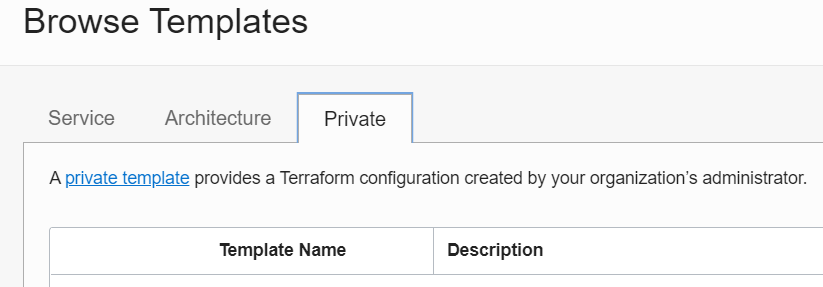 Browse Templates
Service Architecture Private
A private template provides a Terraform configuration created by your organization’s administrator.
Template Name Description